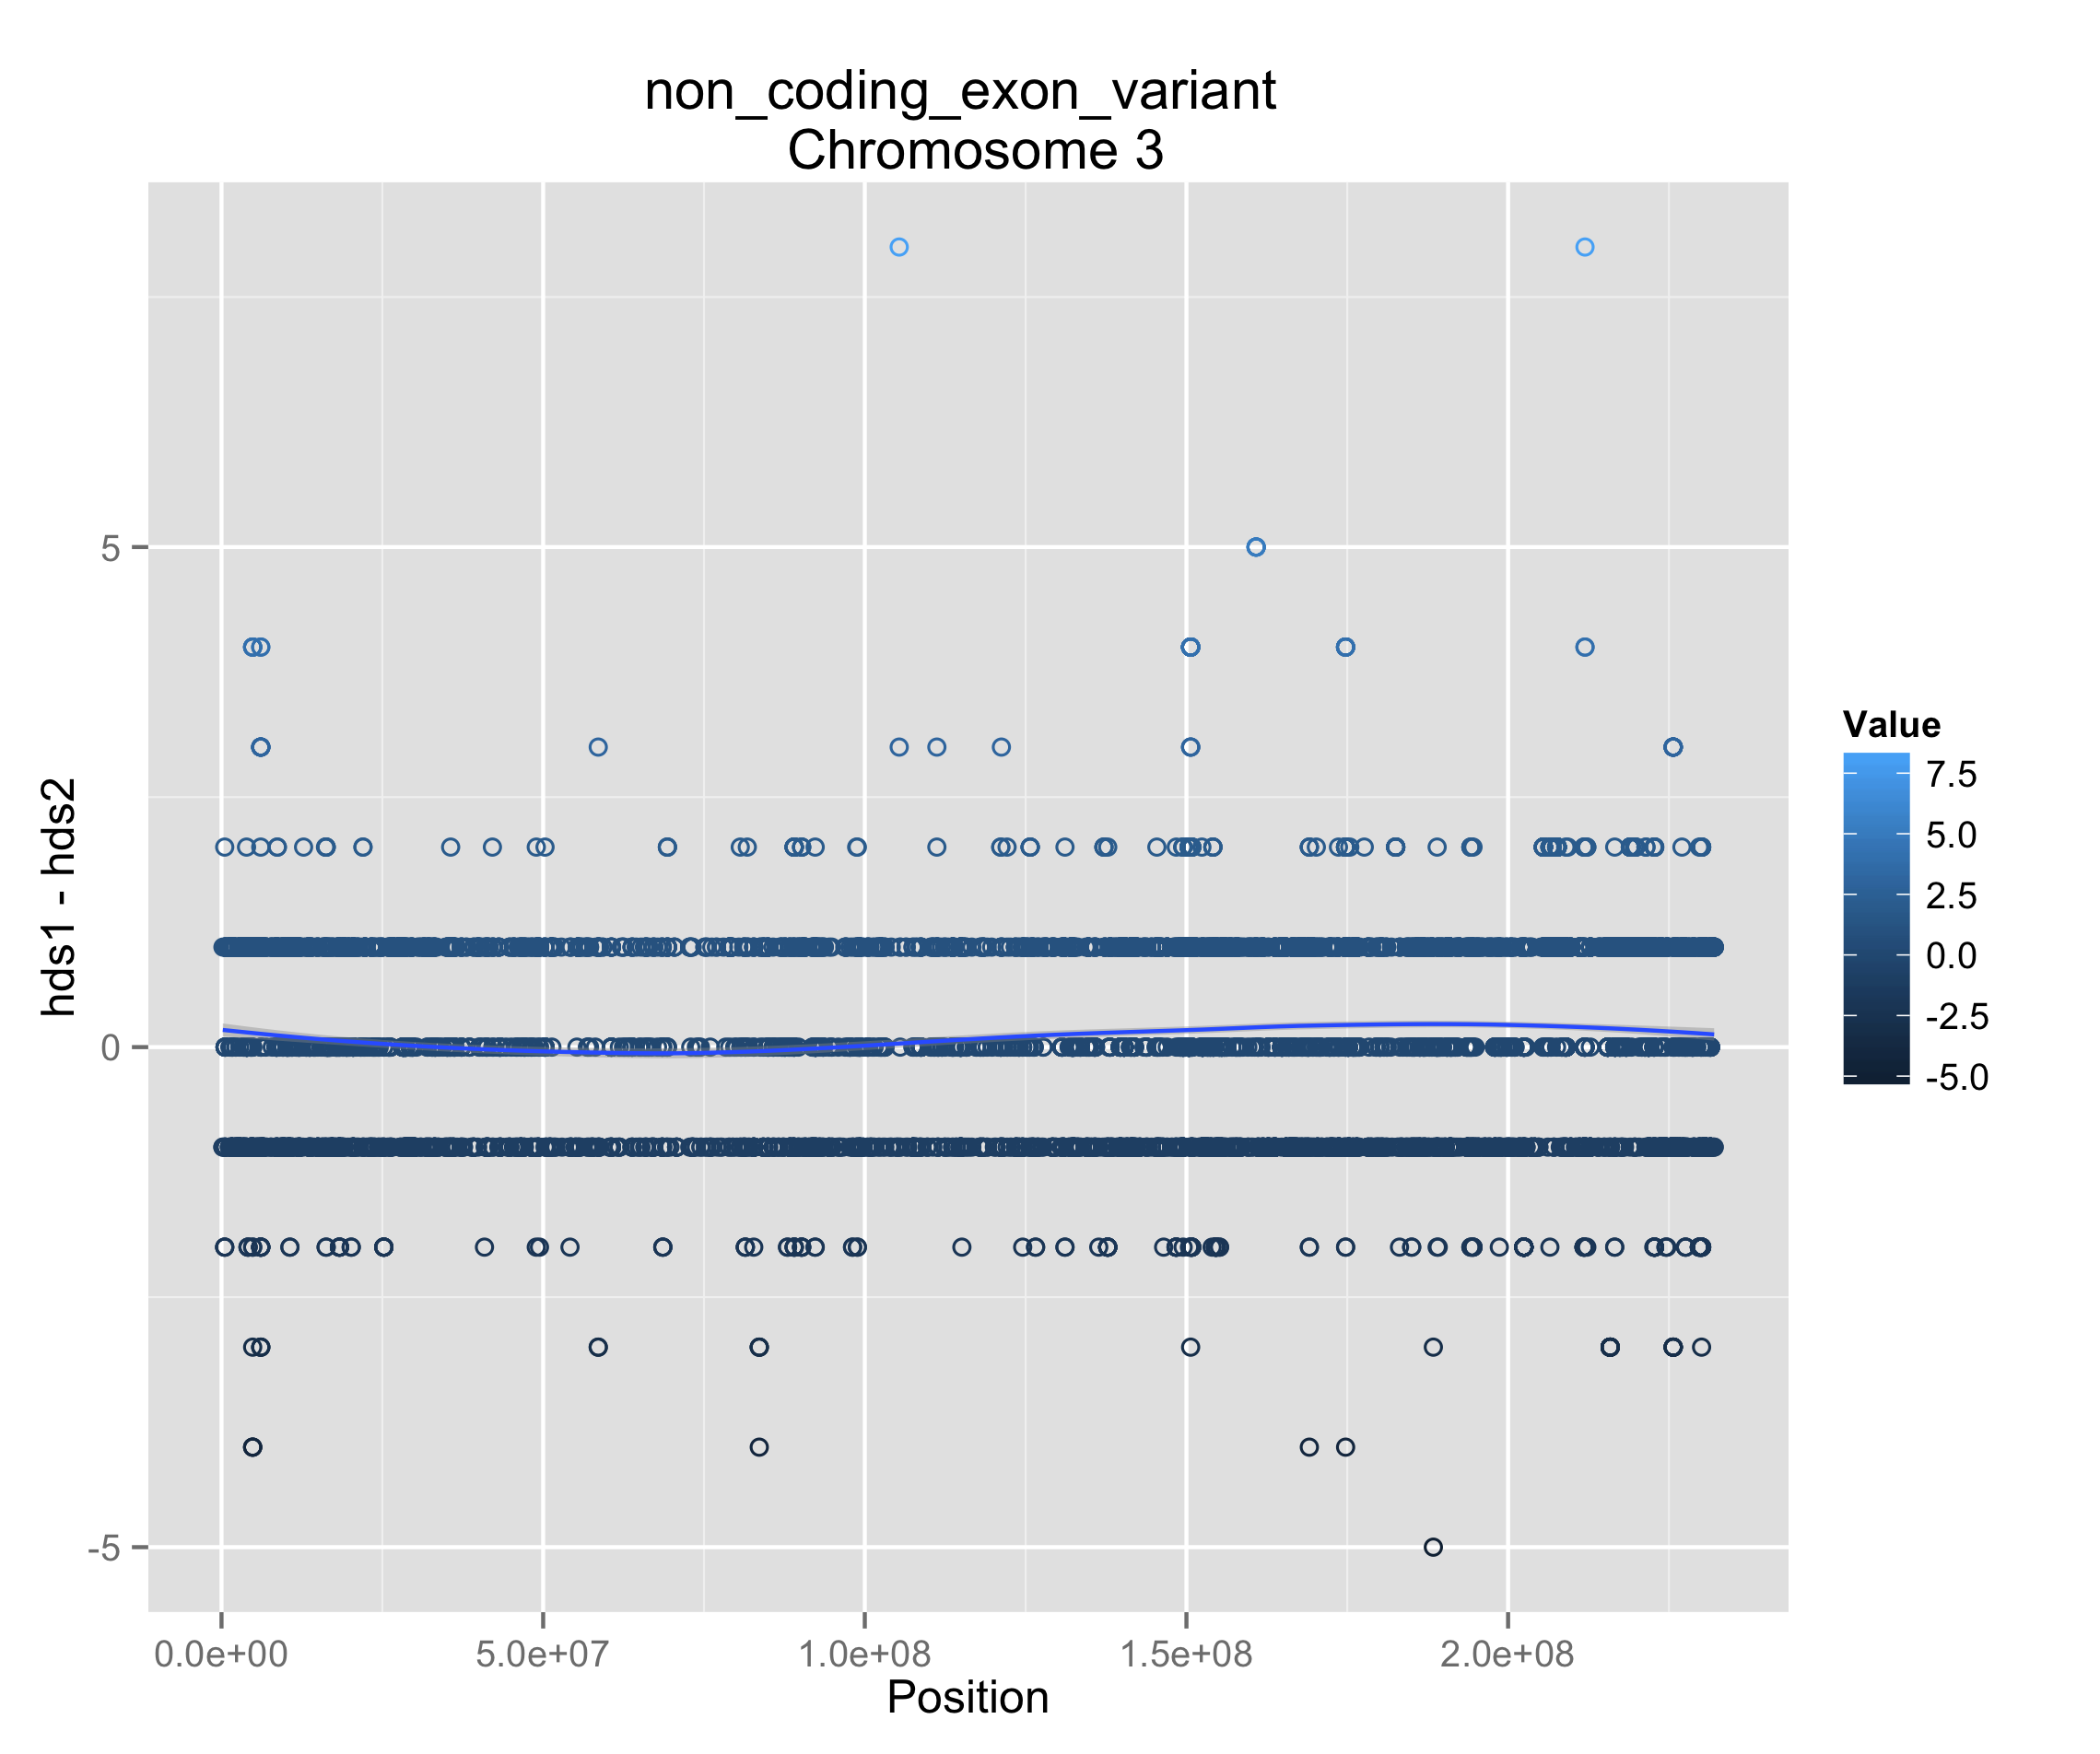 non_coding_exon_variant
Chromosome 3
hds1 - hds2
5
0
-5
0.0e+00
5.0e+07
1.0e+08
1.5e+08
2.0e+08
Position
Value
7.5
5.0
2.5
0.0
-2.5
-5.0